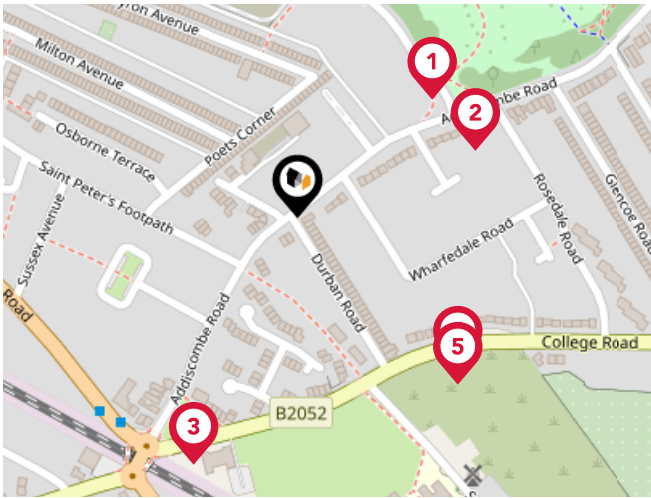 yron Avenue
Milton Avenue
Osborne Terrace
Poets Corner
Saint Peter's Footpath
Sussex Avenue
Road
Addiscombe Road
Durban Road
A
mbe Road
Wharfedale Road
Rosedale Road
Glencoe Road
College Road
B2052
1
2
3
5